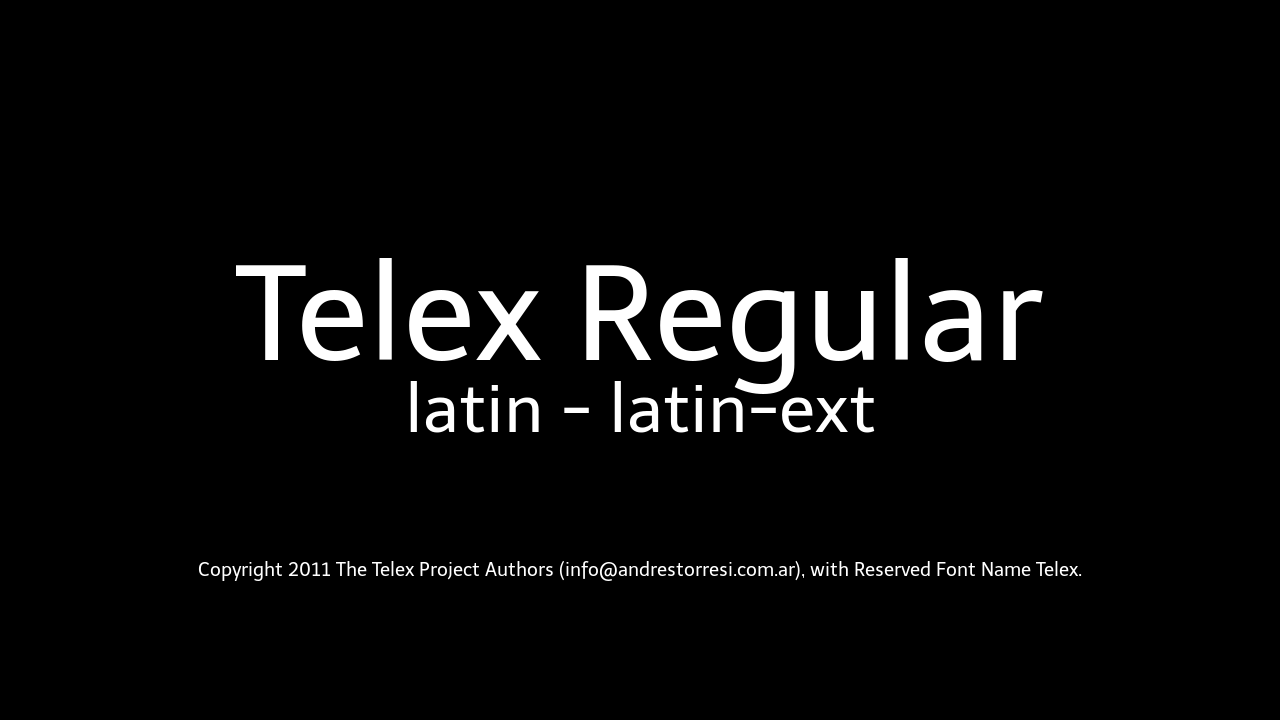 Telex Regular
latin - latin-ext
Copyright 2011 The Telex Project Authors (info@andrestorresi.com.ar), with Reserved Font Name Telex.